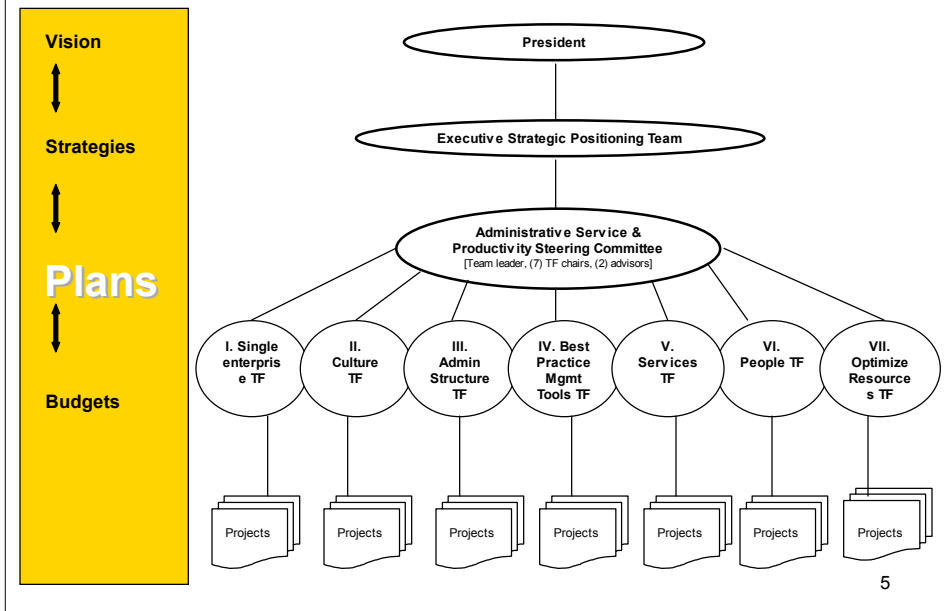 Vision
Strategies
Plans
Budgets
President
Executive Strategic Positioning Team
Administrative Service &
Productivity Steering Committee
[Team leader, (7) TF chairs, (2) advisors]
I. Single
enterpris
e TF
II.
Culture
TF
III.
Admin
Structure
TF
IV. Best
Practice
Mgmt
Tools TF
V.
Services
TF
VI.
People TF
VII.
Optimize
Resource
s TF
Projects
Projects
Projects
Projects
Projects
Projects
Projects
5